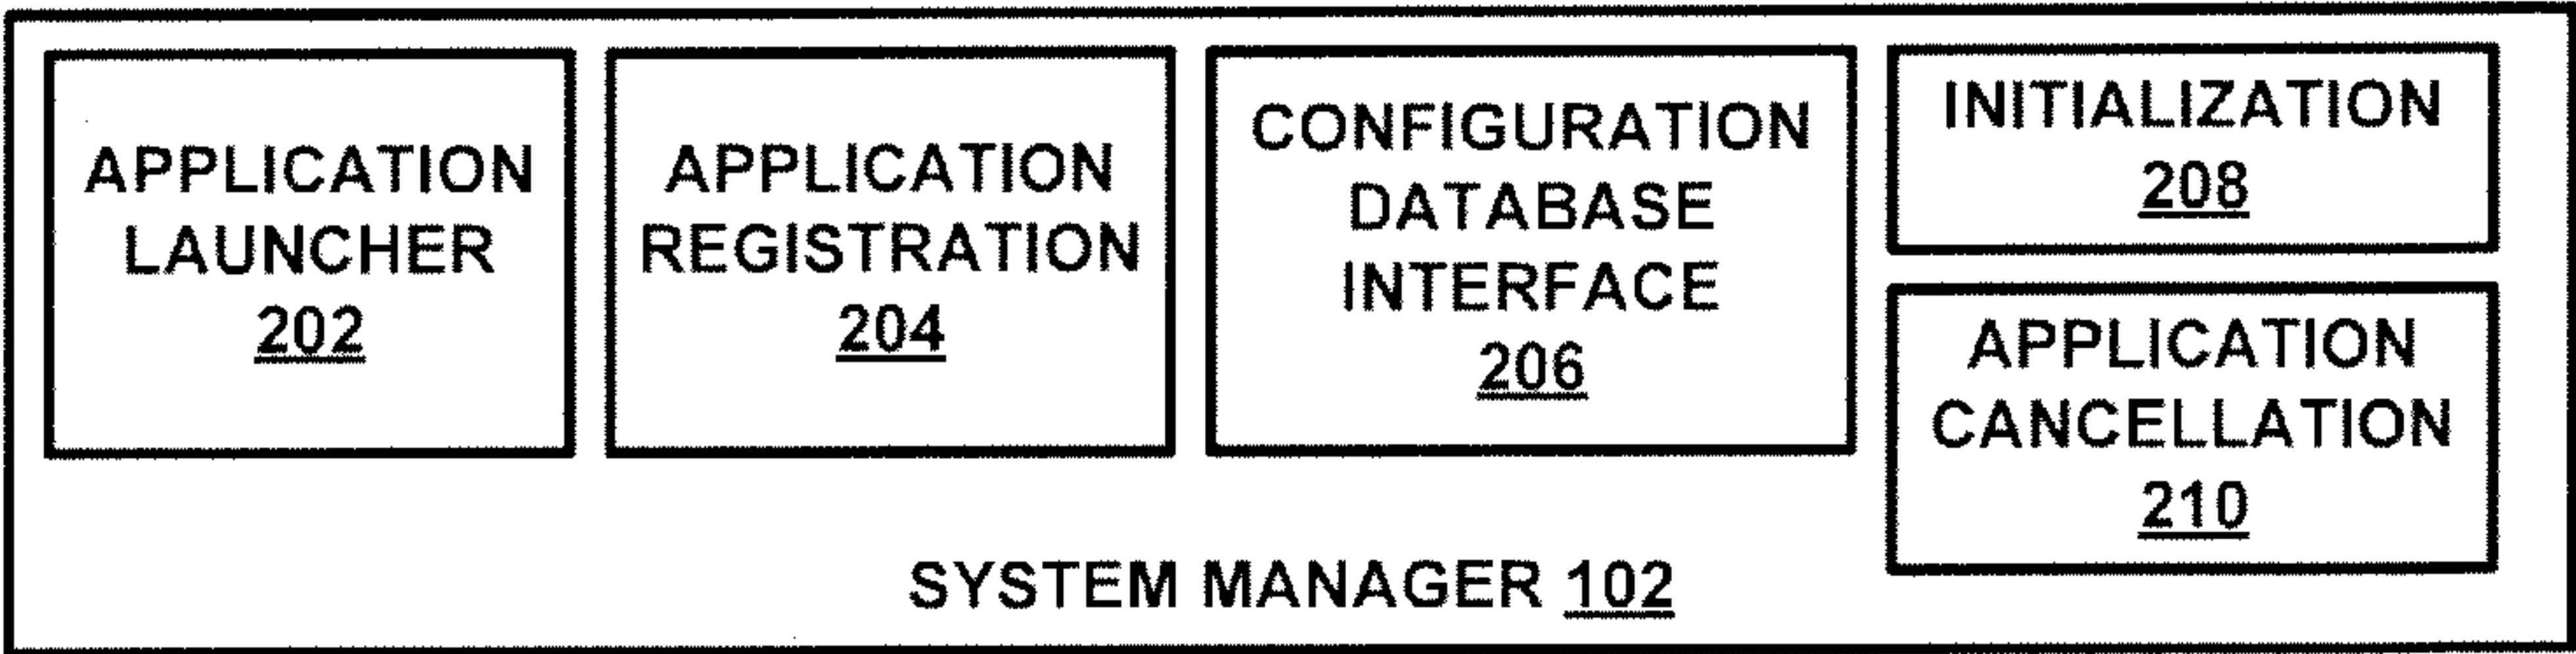 APPLICATION
LAUNCHER
202
APPLICATION
REGISTRATION
204
CONFIGURATION
DATABASE
INTERFACE
206
INITIALIZATION
208
APPLICATION
CANCELLATION
210
SYSTEM MANAGER 102